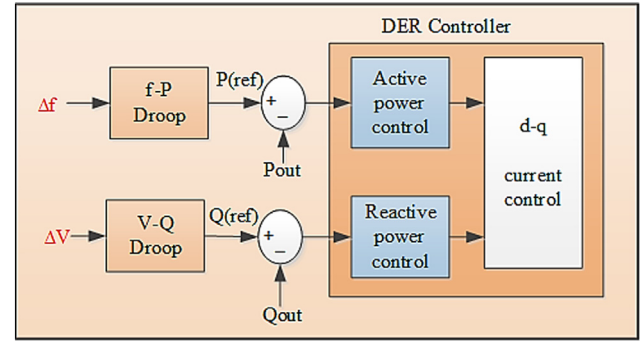 DER Controller
Δf
f-P
Droop
P(ref)
+
−
Pout
Active
power
control
d-q
current
control
ΔV
V-Q
Droop
Q(ref)
+
−
Qout
Reactive
power
control